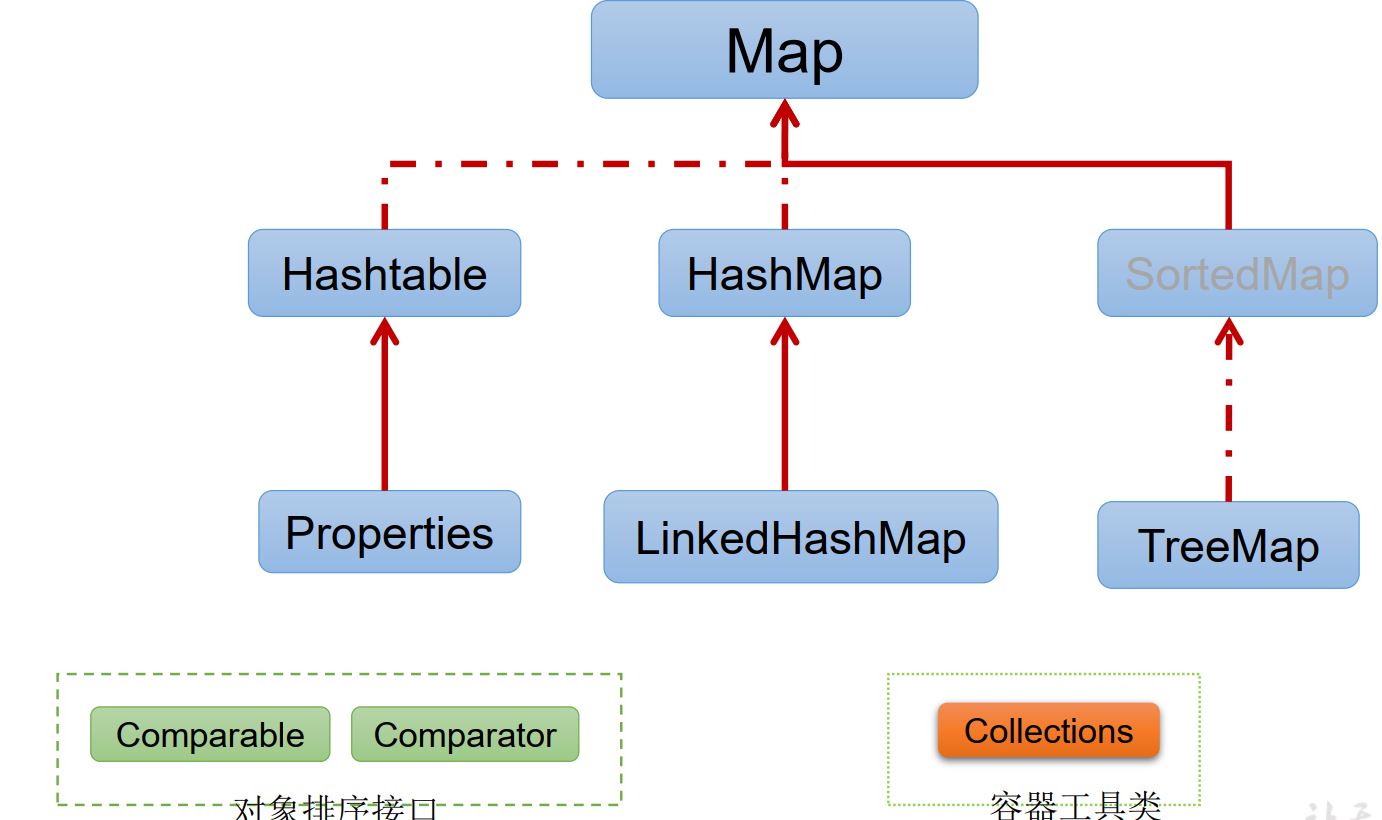 Map
Hashtable
HashMap
SortedMap
Properties
LinkedHashMap
TreeMap
Comparable
Comparator
Collections
对象排序接口
容器工具类